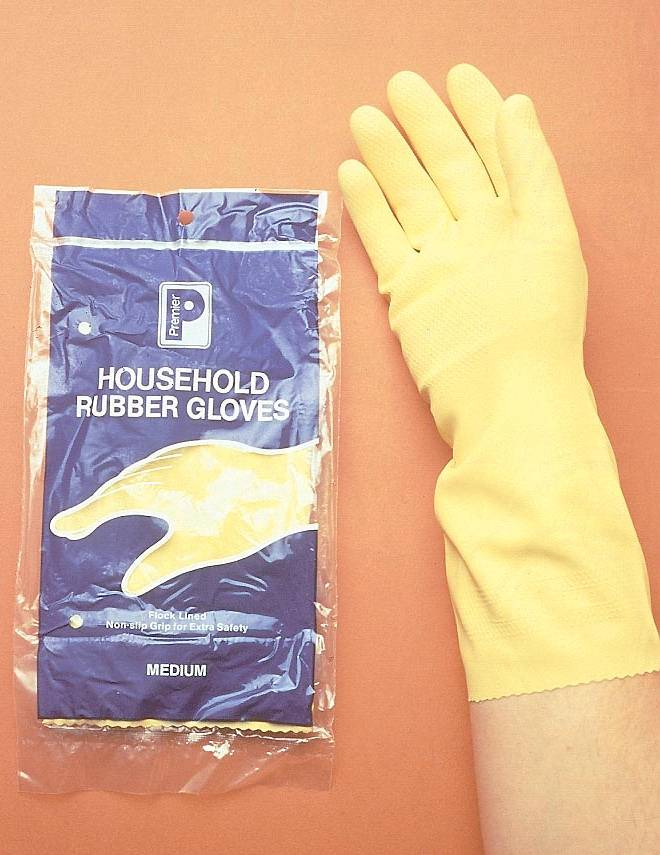 Premier
HOUSEHOLD
RUBBER GLOVES
Flock Lined
Non-slip Grip for Extra Safety
MEDIUM